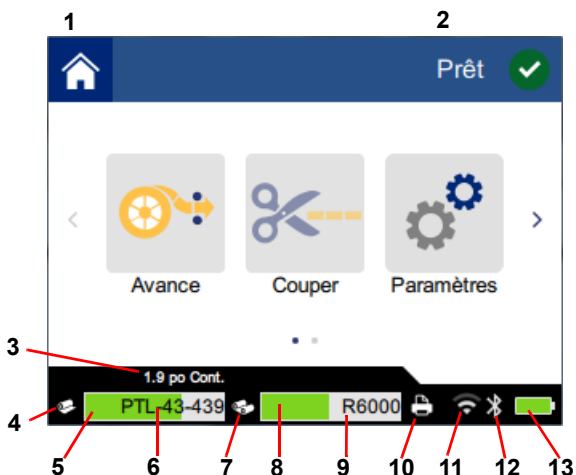 1 2
Prêt
Avance Couper Paramètres
3
1.9 po Cont.
4 PTL-43-439 R6000
5 6 7 8 9 10 11 12 13